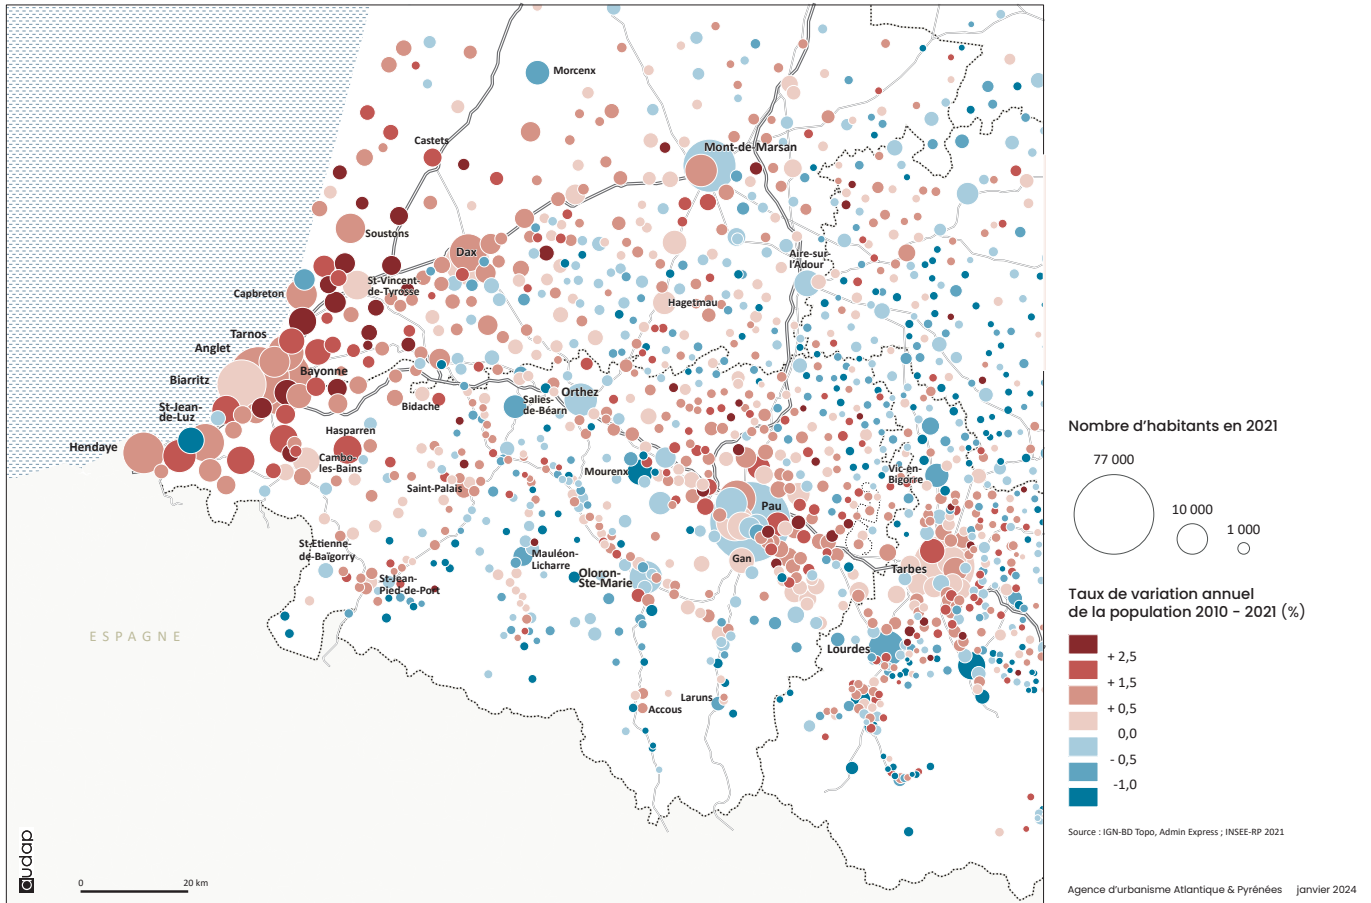 Morcenx
Castets
Mont-de-Marsan
Soustons
Dax
Aire-sur-
l'Adour
St-Vincent-
de-Tyrosse
Capbreton
Hagetmau
Tarnos
Anglet
Bayonne
Biarritz
Orthez
St-Jean-
de-Luz
Bidache
Salies-
de-Béarn
Hasparren
Hendaye
Cambo-
les-Bains
Mourenx
Vic-en-
Bigorre
Saint-Palais
Pau
St-Etienne-
de-Baïgorry
Mauléon-
Licharre
Gan
Tarbes
Oloron-
Ste-Marie
St-Jean-
Pied-de-Port
ESPAGNE
Lourdes
Laruns
Accous
audap
0 20 km
Nombre d'habitants en 2021
77 000
10 000
1 000
Taux de variation annuel
de la population 2010 - 2021 (%)
+ 2,5
+ 1,5
+ 0,5
0,0
- 0,5
-1,0
Source : IGN-BD Topo, Admin Express ; INSEE-RP 2021
Agence d'urbanisme Atlantique & Pyrénées janvier 2024